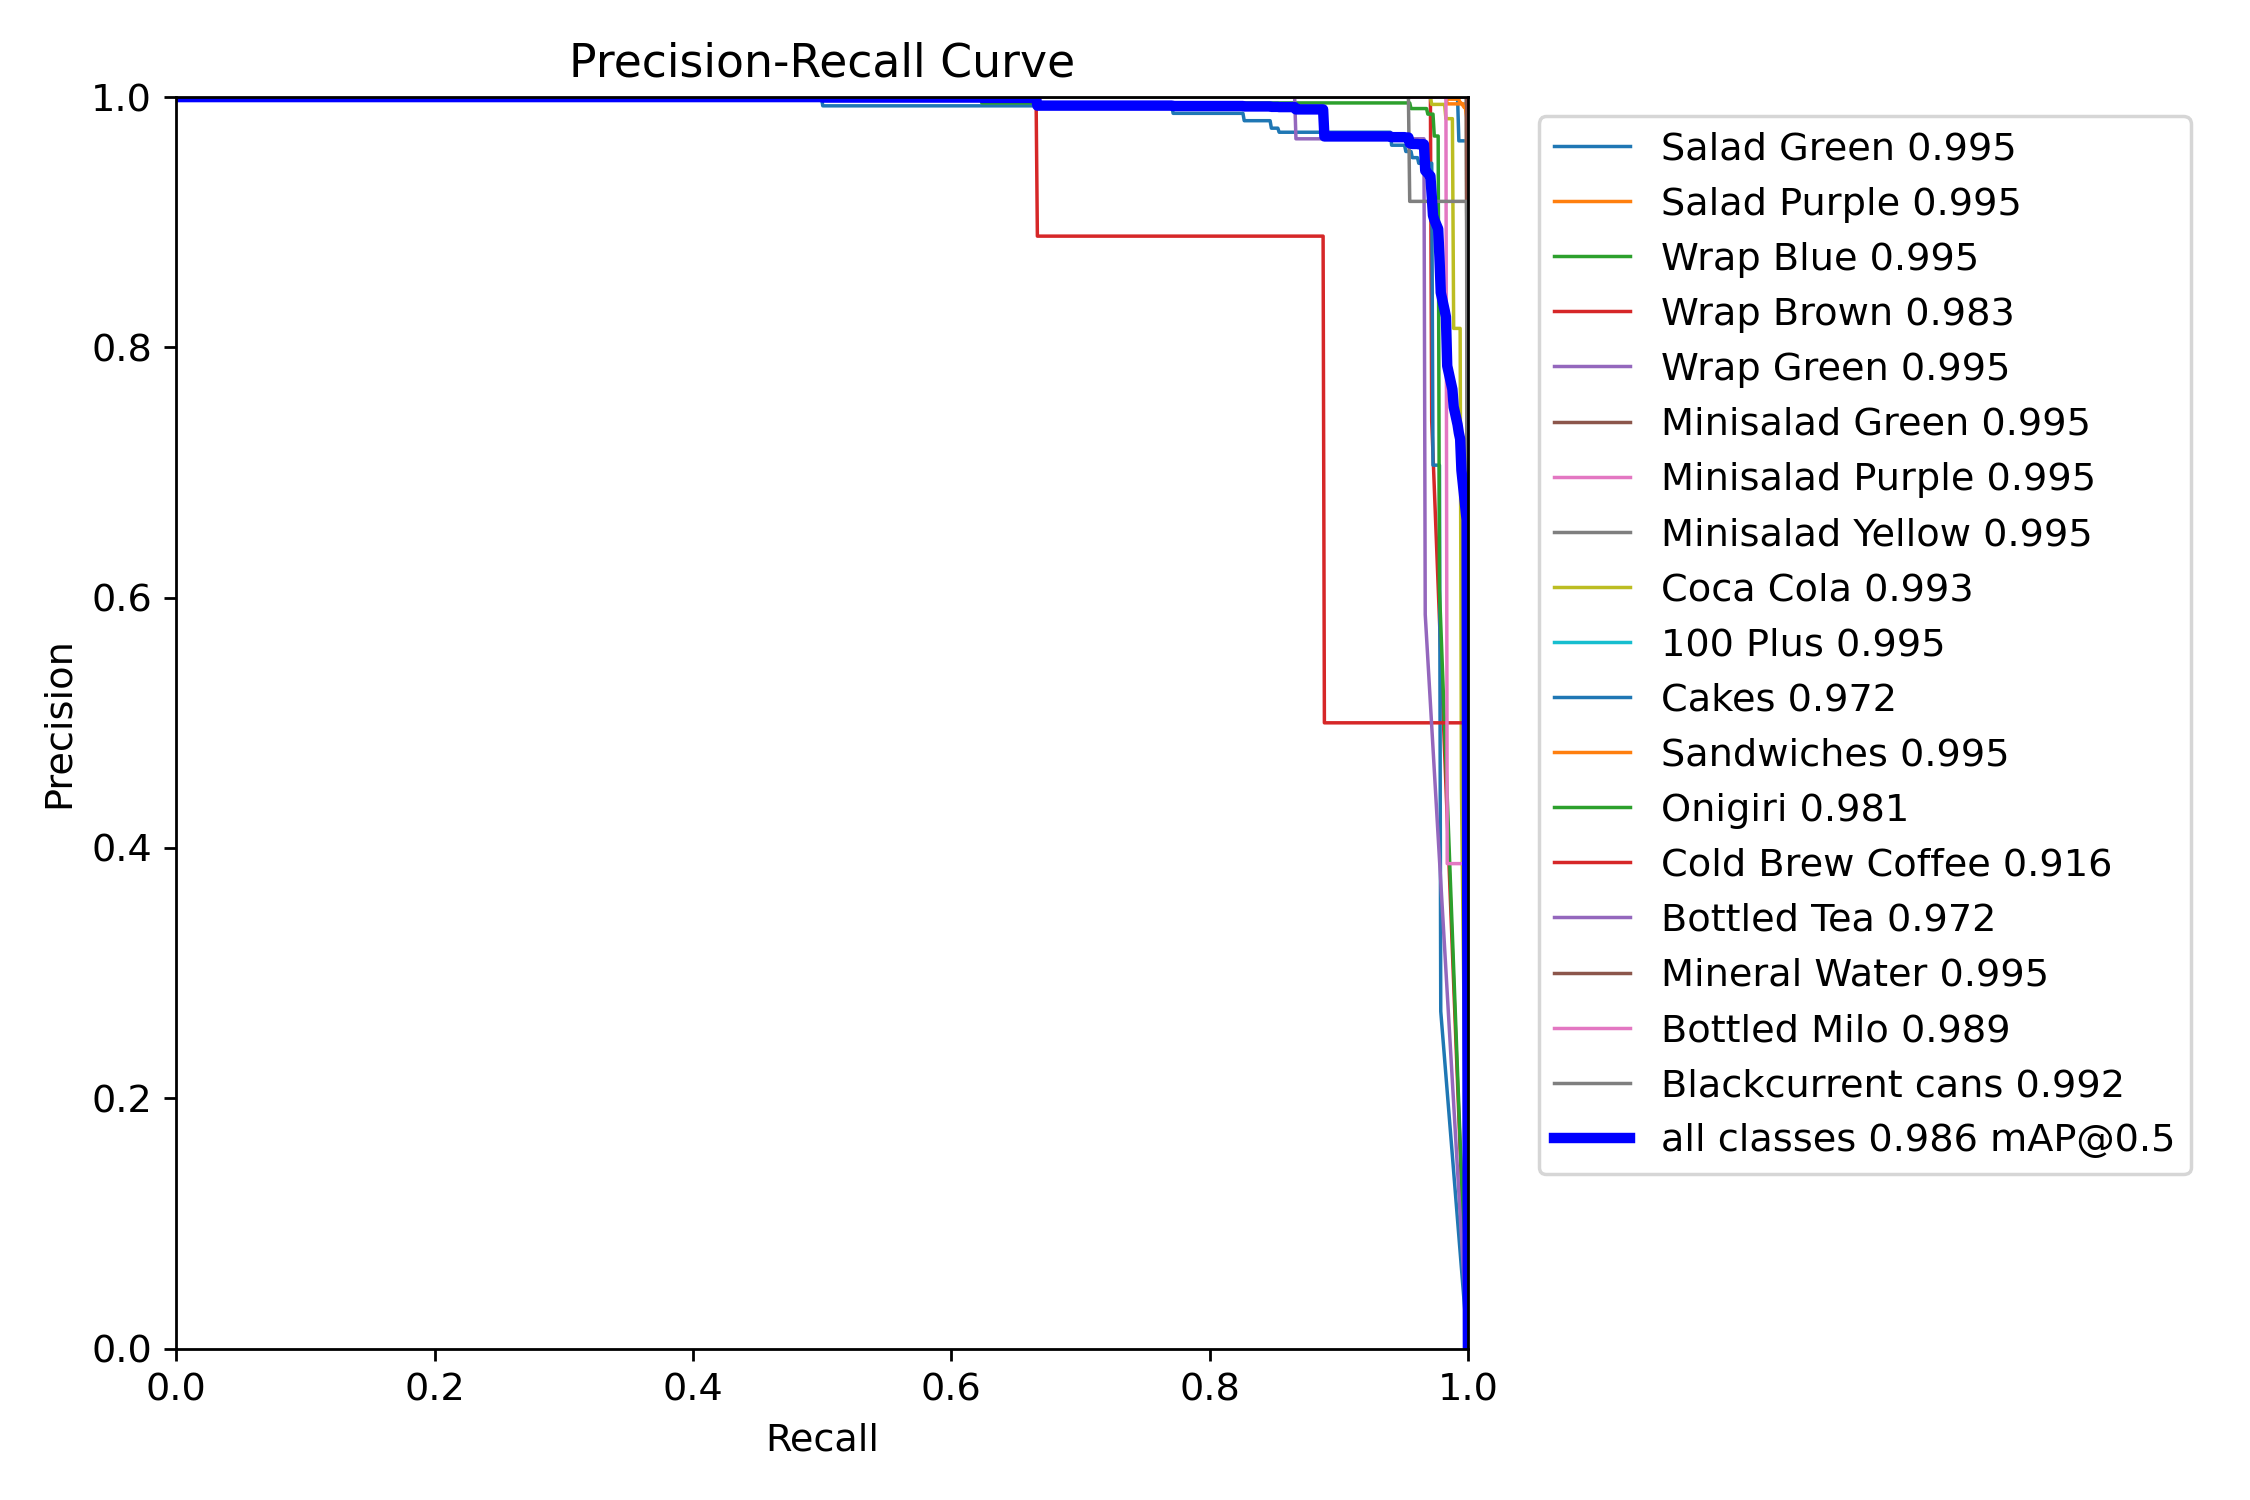 Precision-Recall Curve
1.0
0.8
0.6
0.4
0.2
0.0
Precision
0.0 0.2 0.4 0.6 0.8 1.0
Recall
Salad Green 0.995
Salad Purple 0.995
Wrap Blue 0.995
Wrap Brown 0.983
Wrap Green 0.995
Minisalad Green 0.995
Minisalad Purple 0.995
Minisalad Yellow 0.995
Coca Cola 0.993
100 Plus 0.995
Cakes 0.972
Sandwiches 0.995
Onigiri 0.981
Cold Brew Coffee 0.916
Bottled Tea 0.972
Mineral Water 0.995
Bottled Milo 0.989
Blackcurrent cans 0.992
all classes 0.986 mAP@0.5